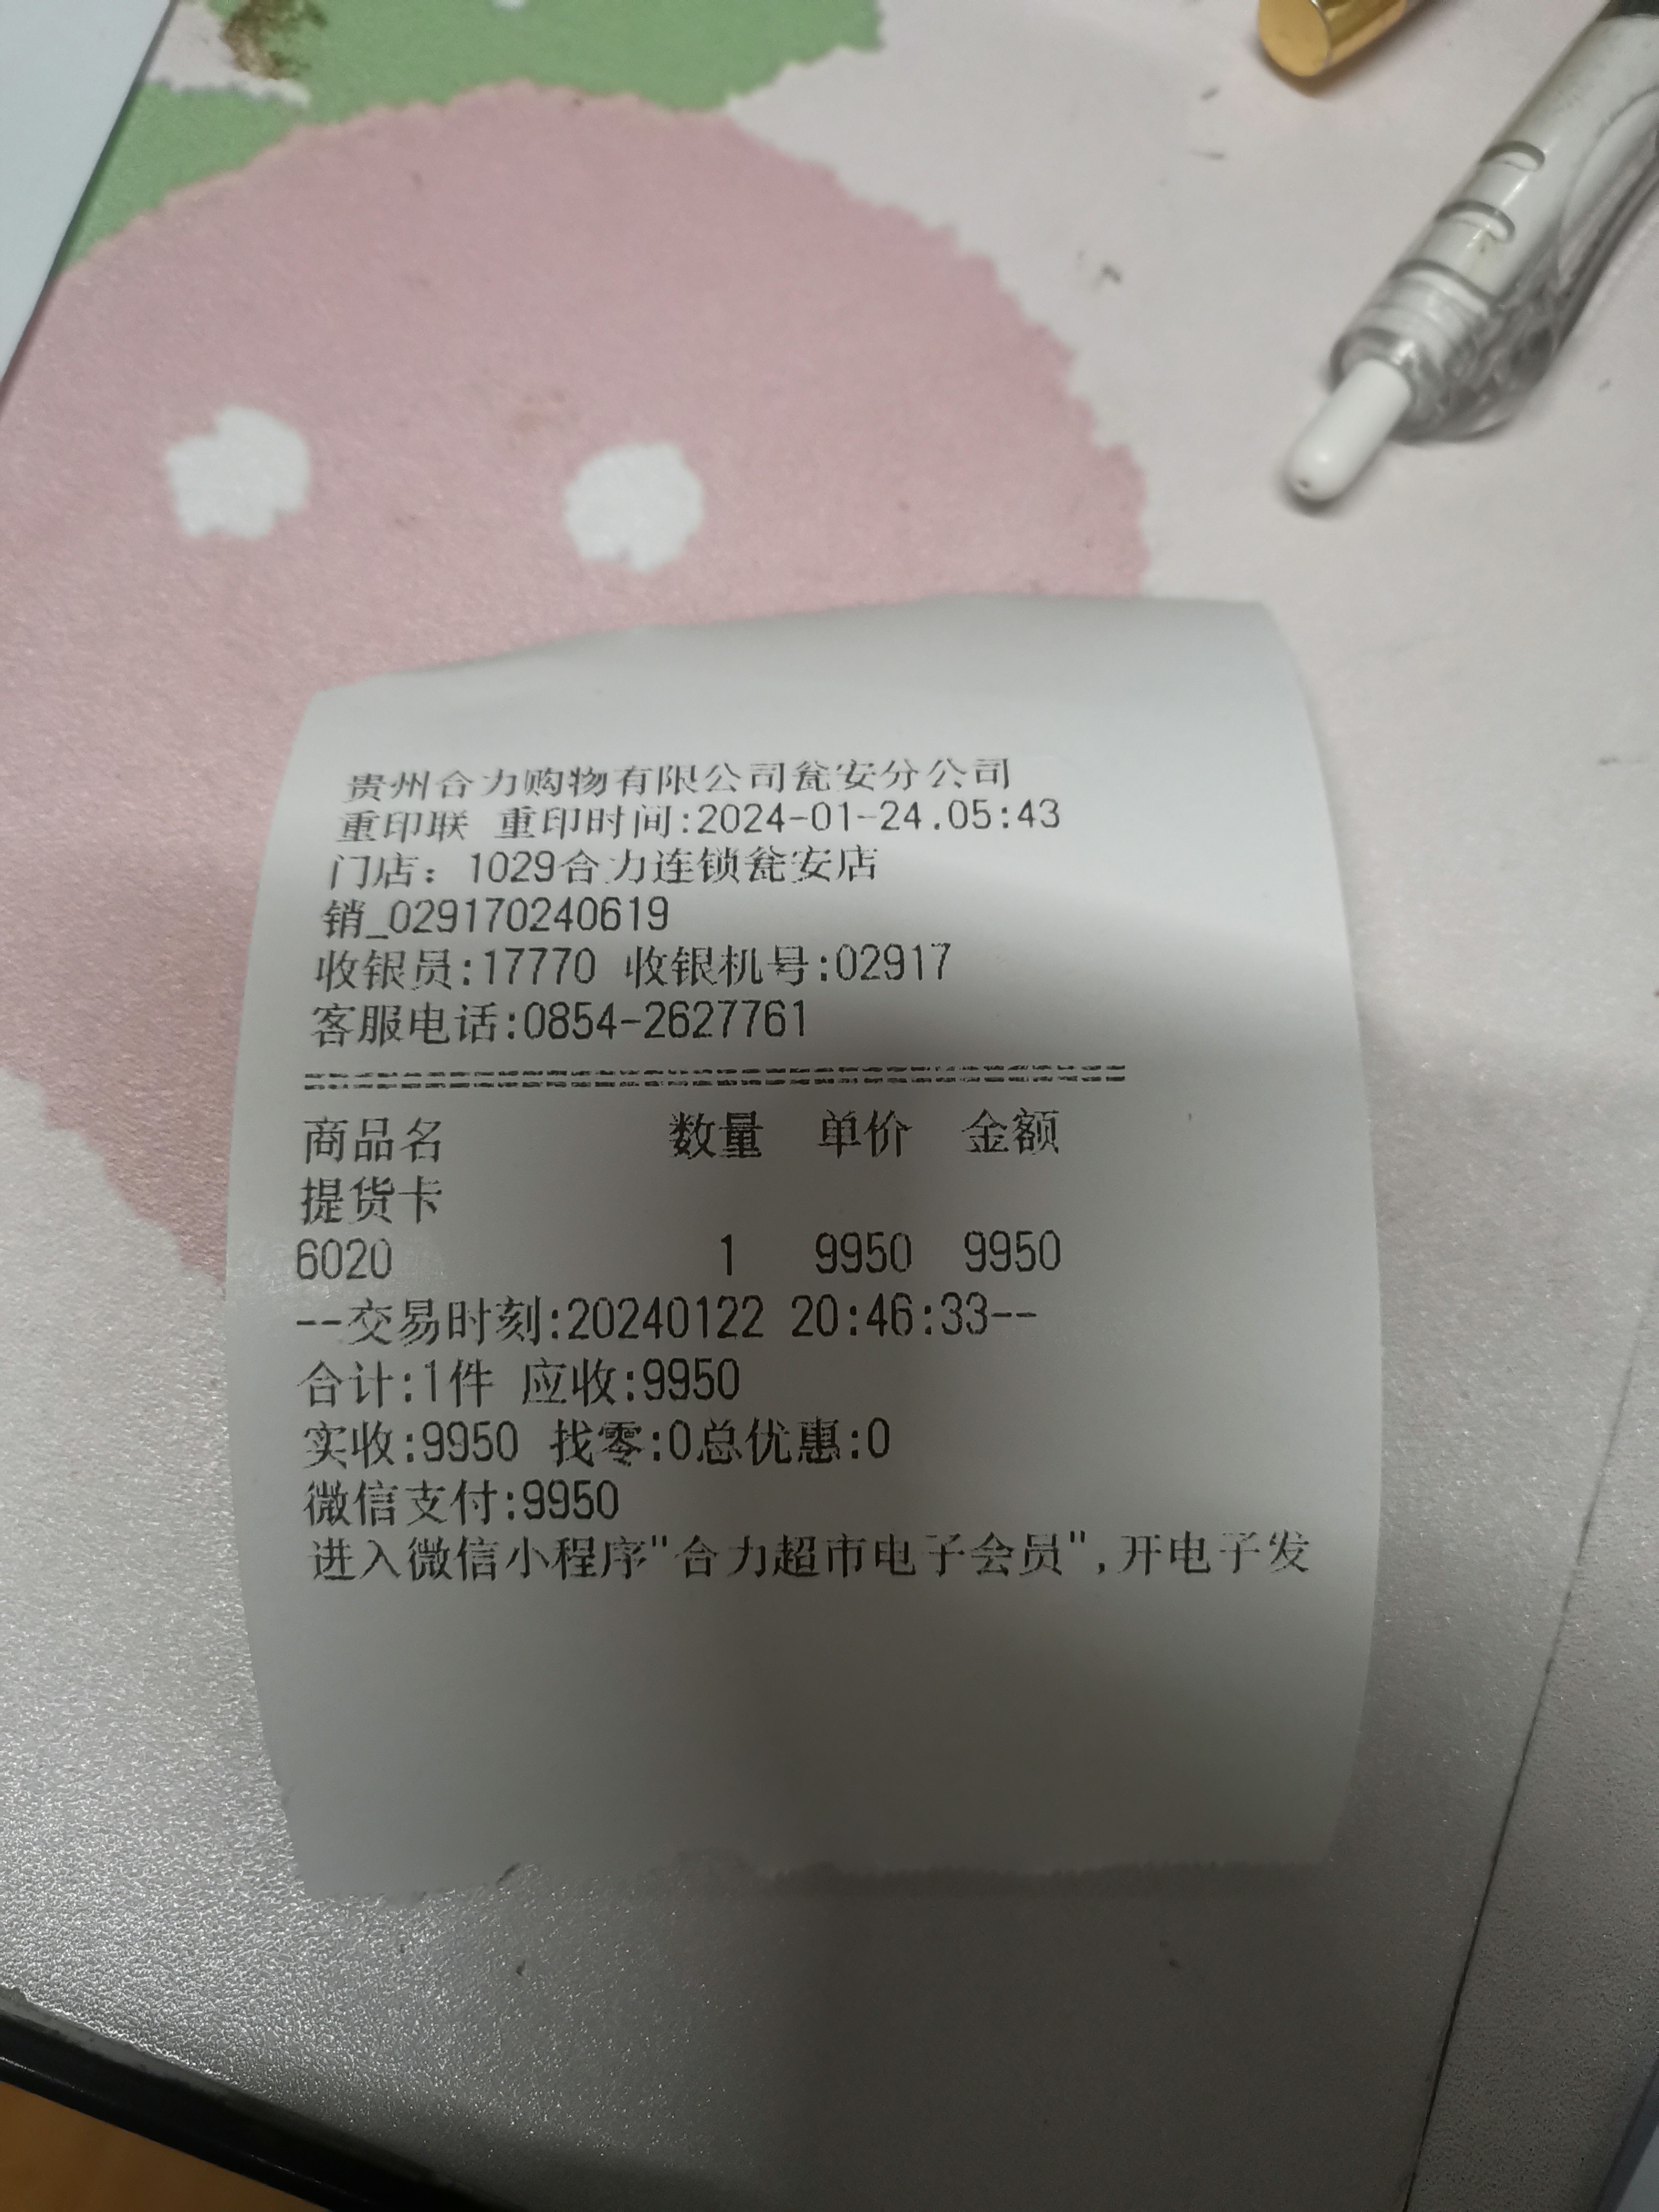 贵州合力购物有限公司瓮安分公司
重印联 重印时间:2024-01-24.05:43
门店：1029合力连锁瓮安店
销_029170240619
收银员:17770 收银机号:02917
客服电话:0854-2627761
商品名 数量 单价 金额
提货卡
6020 1 9950 9950
--交易时刻:20240122 20:46:33--
合计:1件 应收:9950
实收:9950 找零:0总优惠:0
微信支付:9950
进入微信小程序"合力超市电子会员",开电子发